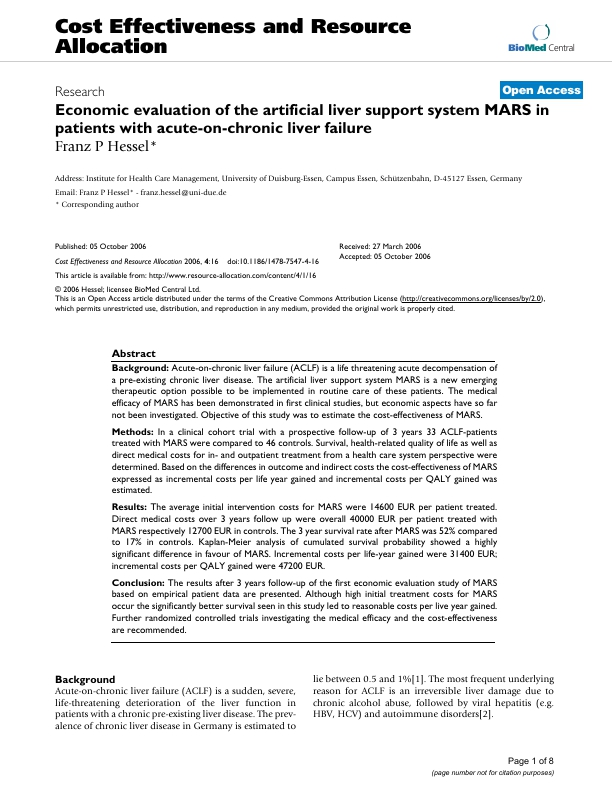 Cost Effectiveness and Resource
Allocation
BioMed Central
Research
Open Access
Economic evaluation of the artificial liver support system MARS in
patients with acute-on-chronic liver failure
Franz P Hessel*
Address: Institute for Health Care Management, University of Duisburg-Essen, Campus Essen, Schützenbahn, D-45127 Essen, Germany
Email: Franz P Hessel* - franz.hessel@uni-due.de
* Corresponding author
Published: 05 October 2006
Cost Effectiveness and Resource Allocation 2006, 4:16 doi:10.1186/1478-7547-4-16
This article is available from: http://www.resource-allocation.com/content/4/1/16
Received: 27 March 2006
Accepted: 05 October 2006
© 2006 Hessel; licensee BioMed Central Ltd.
This is an Open Access article distributed under the terms of the Creative Commons Attribution License (http://creativecommons.org/licenses/by/2.0),
which permits unrestricted use, distribution, and reproduction in any medium, provided the original work is properly cited.
Abstract
Background: Acute-on-chronic liver failure (ACLF) is a life threatening acute decompensation of
a pre-existing chronic liver disease. The artificial liver support system MARS is a new emerging
therapeutic option possible to be implemented in routine care of these patients. The medical
efficacy of MARS has been demonstrated in first clinical studies, but economic aspects have so far
not been investigated. Objective of this study was to estimate the cost-effectiveness of MARS.
Methods: In a clinical cohort trial with a prospective follow-up of 3 years 33 ACLF-patients
treated with MARS were compared to 46 controls. Survival, health-related quality of life as well as
direct medical costs for in- and outpatient treatment from a health care system perspective were
determined. Based on the differences in outcome and indirect costs the cost-effectiveness of MARS
expressed as incremental costs per life year gained and incremental costs per QALY gained was
estimated.
Results: The average initial intervention costs for MARS were 14600 EUR per patient treated.
Direct medical costs over 3 years follow up were overall 40000 EUR per patient treated with
MARS respectively 12700 EUR in controls. The 3 year survival rate after MARS was 52% compared
to 17% in controls. Kaplan-Meier analysis of cumulated survival probability showed a highly
significant difference in favour of MARS. Incremental costs per life-year gained were 31400 EUR;
incremental costs per QALY gained were 47200 EUR.
Conclusion: The results after 3 years follow-up of the first economic evaluation study of MARS
based on empirical patient data are presented. Although high initial treatment costs for MARS
occur the significantly better survival seen in this study led to reasonable costs per live year gained.
Further randomized controlled trials investigating the medical efficacy and the cost-effectiveness
are recommended.
Background
Acute-on-chronic liver failure (ACLF) is a sudden, severe,
life-threatening deterioration of the liver function in
patients with a chronic pre-existing liver disease. The prev-
alence of chronic liver disease in Germany is estimated to
lie between 0.5 and 1%[1]. The most frequent underlying
reason for ACLF is an irreversible liver damage due to
chronic alcohol abuse, followed by viral hepatitis (e.g.
HBV, HCV) and autoimmune disorders[2].
Page 1 of 8
(page number not for citation purposes)